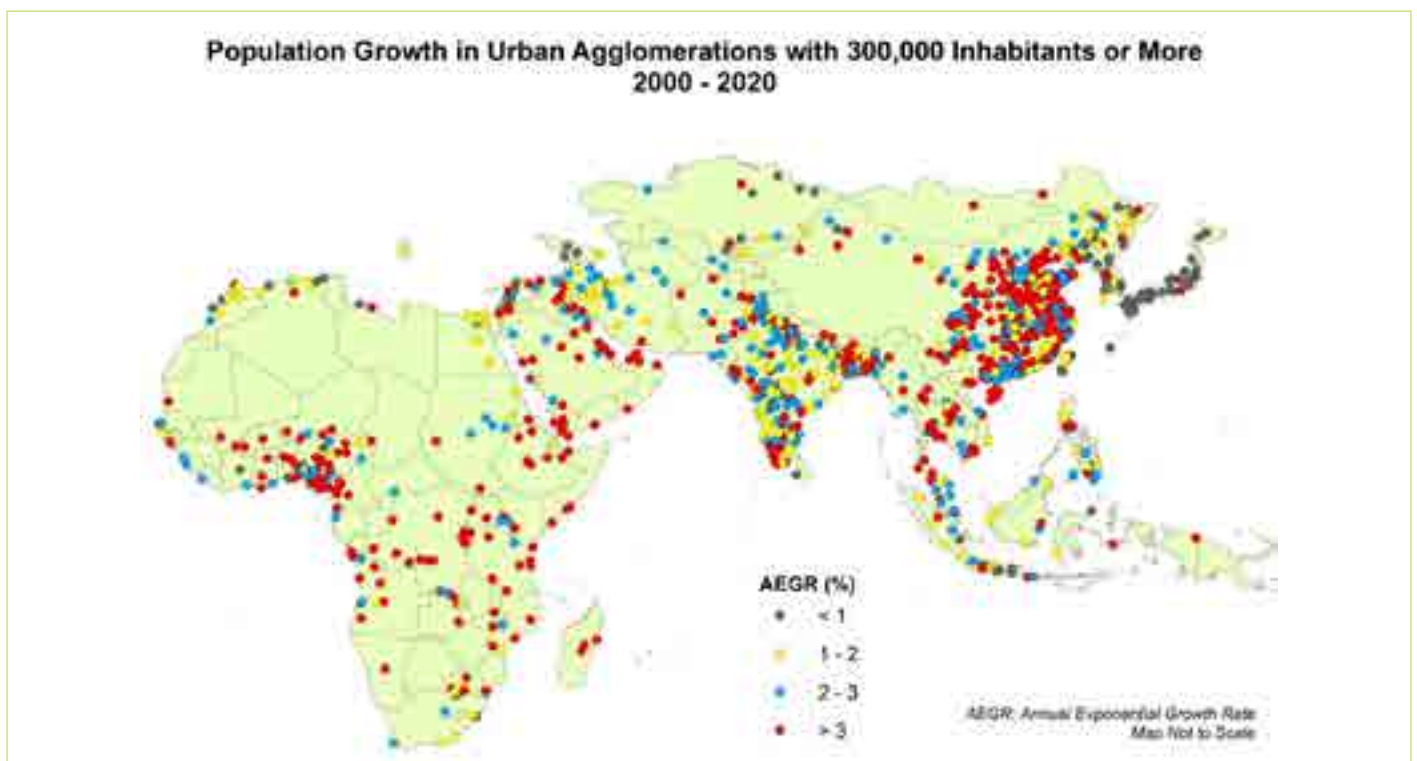 Population Growth in Urban Agglomerations with 300,000 Inhabitants or More
2000 - 2020
AEGR (%)
< 1
1 - 2
2 - 3
> 3
AEGR: Annual Exponential Growth Rate
Map Not to Scale